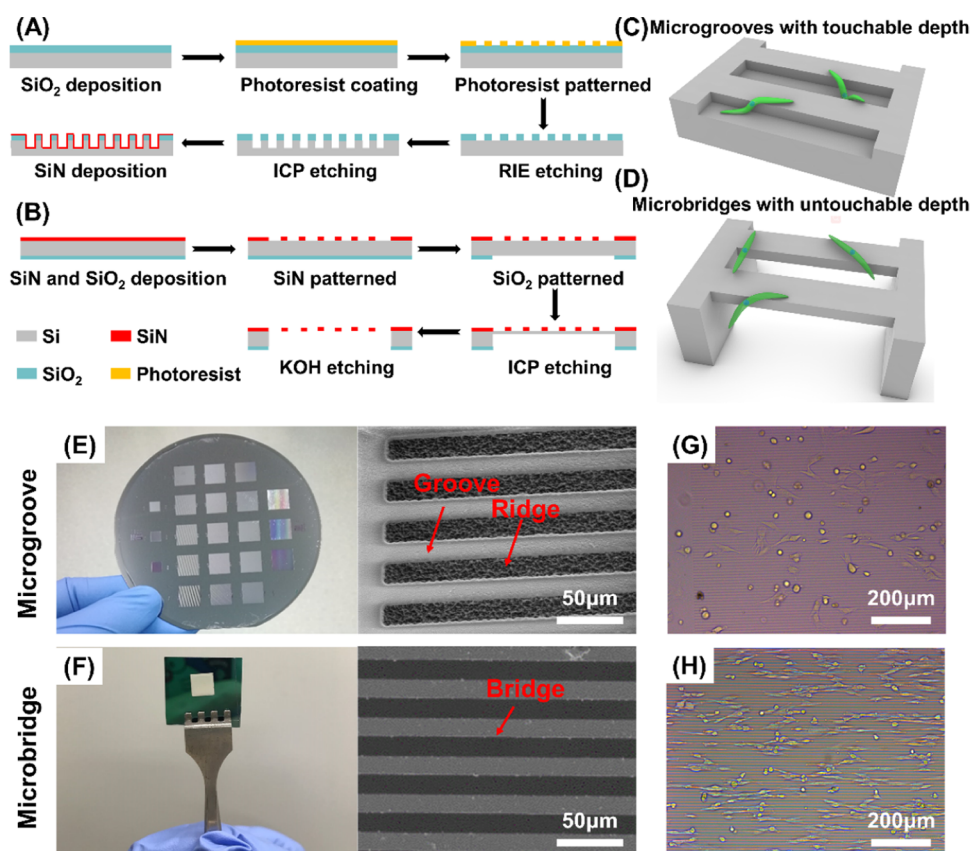 (A)
SiO₂ deposition
Photoresist coating
Photoresist patterned
SiN deposition
ICP etching
RIE etching
(B)
SiN and SiO₂ deposition
SiN patterned
SiO₂ patterned
KOH etching
ICP etching
Si
SiN
SiO₂
Photoresist
(C)
Microgrooves with touchable depth
(D)
Microbridges with untouchable depth
Microgroove
(E)
Groove
Ridge
50μm
(G)
200μm
Microbridge
(F)
Bridge
50μm
(H)
200μm